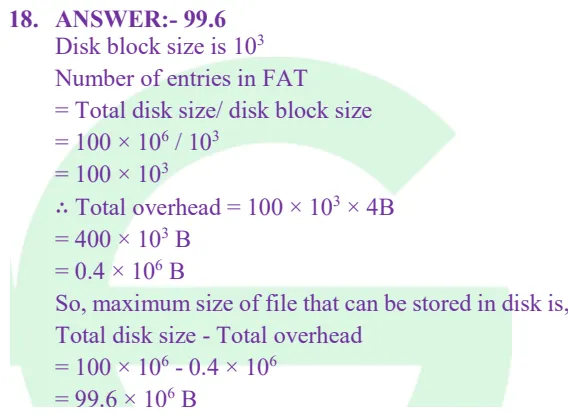 18. ANSWER:- 99.6
Disk block size is 10³
Number of entries in FAT
= Total disk size/ disk block size
= 100 × 10⁶ / 10³
= 100 × 10³
∴ Total overhead = 100 × 10³ × 4B
= 400 × 10³ B
= 0.4 × 10⁶ B
So, maximum size of file that can be stored in disk is,
Total disk size - Total overhead
= 100 × 10⁶ - 0.4 × 10⁶
= 99.6 × 10⁶ B